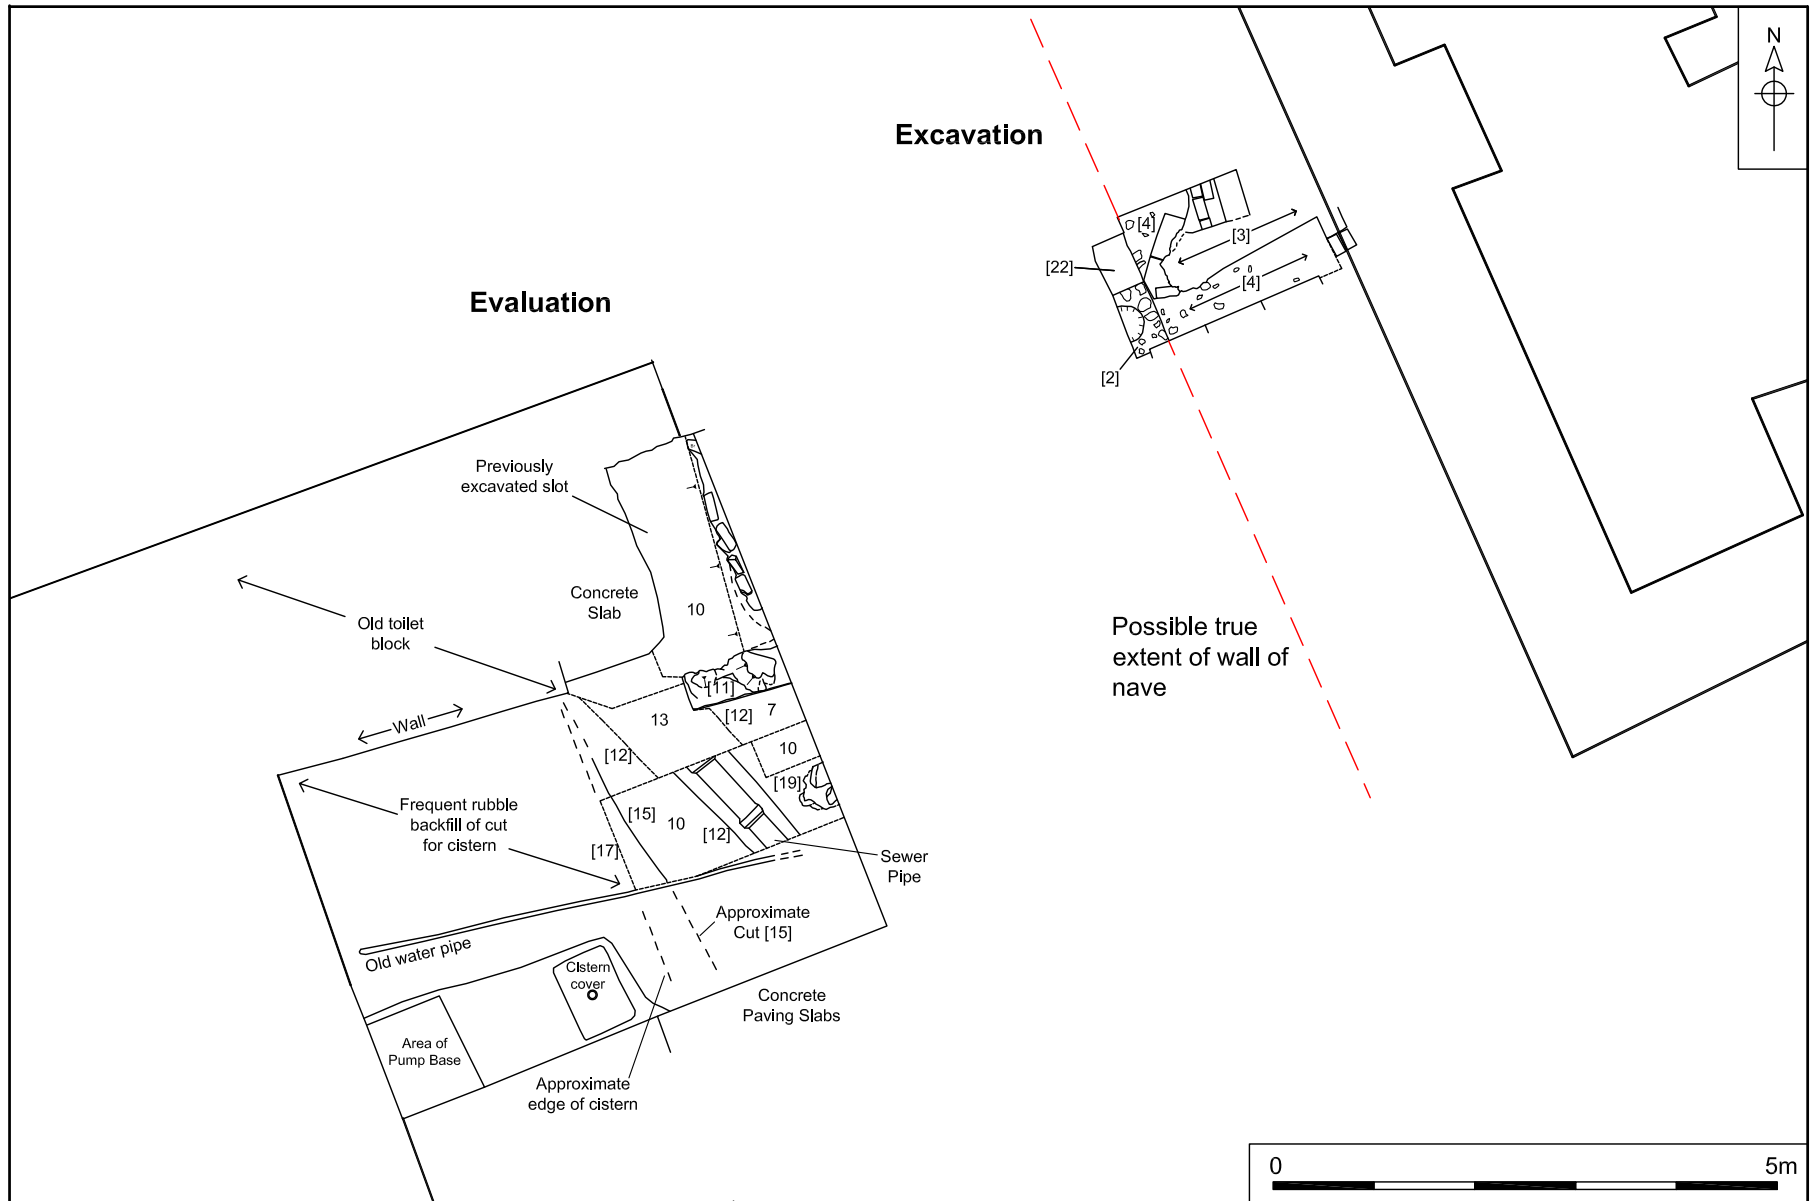 N
Excavation
[4]
[3]
[22]
[4]
[2]
Evaluation
Previously
excavated slot
Concrete
Slab
10
Old toilet
block
Possible true
extent of wall of
nave
[11]
Wall
13
[12]
7
[12]
10
[19]
Frequent rubble
backfill of cut
for cistern
[15]
10
[12]
[17]
Sewer
Pipe
Approximate
Cut [15]
Old water pipe
Cistern
cover
Concrete
Paving Slabs
Area of
Pump Base
Approximate
edge of cistern
0 5m